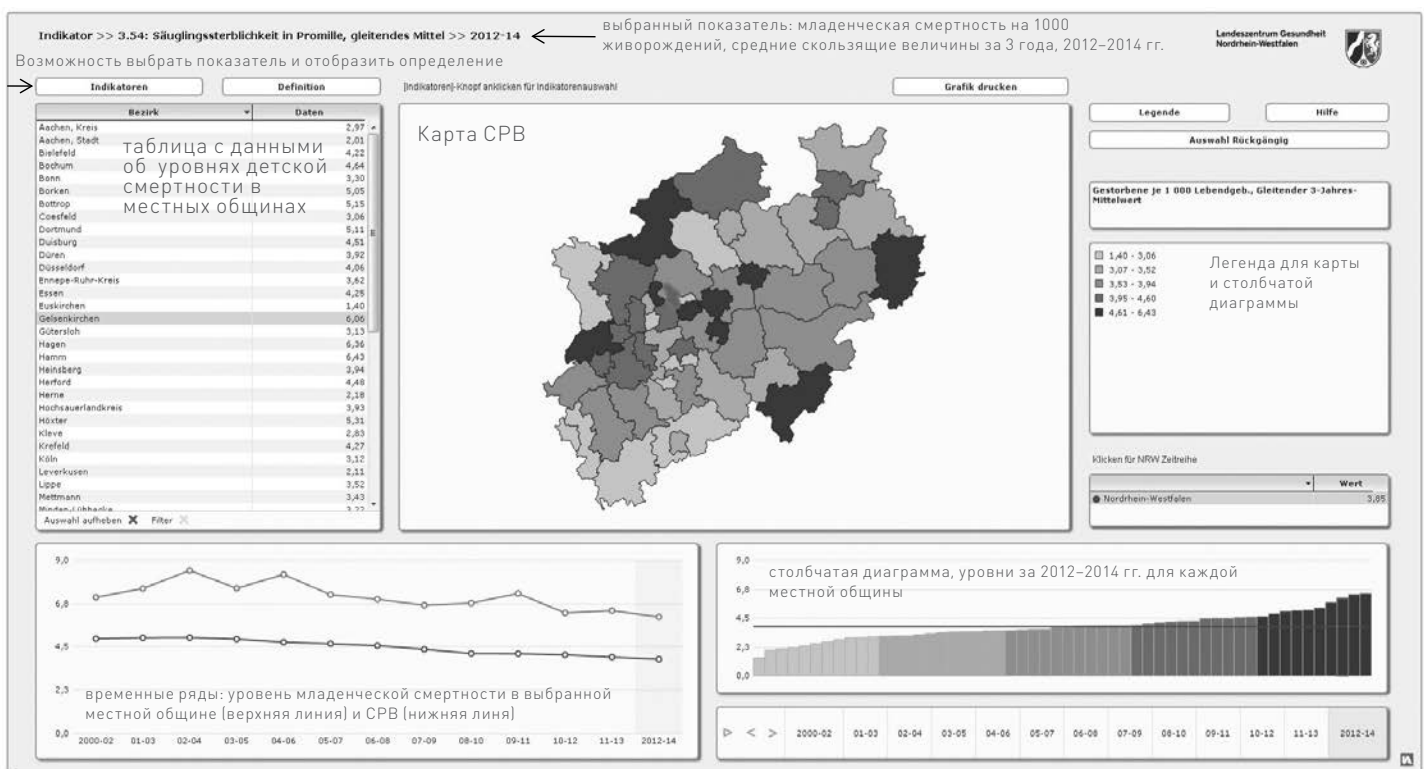 Indikator >> 3.54: Säuglingssterblichkeit in Promille, gleitendes Mittel >> 2012-14
выбранный показатель: младенческая смертность на 1000
живорождений, средние скользящие величины за 3 года, 2012–2014 гг.
Landeszentrum Gesundheit
Nordrhein-Westfalen
Возможность выбрать показатель и отобразить определение
Indikatoren
Definition
[Indikatoren]-Knopf anklicken für Indikatorenauswahl
Grafik drucken
Legende
Hilfe
Auswahl Rückgängig
Bezirk Daten
Aachen, Kreis 2,97
Aachen, Stadt 2,01
Bielefeld 4,22
Bochum 4,64
Bonn 3,30
Borken 5,05
Bottrop 5,15
Coesfeld 3,06
Dortmund 5,11
Duisburg 4,51
Düren 3,92
Düsseldorf 4,06
Ennepe-Ruhr-Kreis 3,62
Essen 4,25
Euskirchen 1,40
Gelsenkirchen 6,06
Gütersloh 3,13
Hagen 6,36
Hamm 6,43
Heinsberg 3,94
Herford 4,48
Herne 2,18
Hochsauerlandkreis 3,93
Höxter 5,31
Kleve 2,83
Krefeld 4,27
Köln 3,12
Leverkusen 2,11
Lippe 3,52
Mettmann 3,43
Minden-Lübbecke 3,22
Auswahl aufheben Filter
таблица с данными
об уровнях детской
смертности в
местных общинах
Карта СРВ
Gestorbene je 1 000 Lebendgeb., Gleitender 3-Jahres-
Mittelwert
1,40 - 3,06
3,07 - 3,52
3,53 - 3,94
3,95 - 4,60
4,61 - 6,43
Легенда для карты
и столбчатой
диаграммы
Klicken für NRW Zeitreihe
Wert
Nordrhein-Westfalen 3,85
9,0
6,8
4,5
2,3
0,0
временные ряды: уровень младенческой смертности в выбранной
местной общине (верхняя линия) и СРВ (нижняя линя)
2000-02 01-03 02-04 03-05 04-06 05-07 06-08 07-09 08-10 09-11 10-12 11-13 2012-14
9,0
6,8
4,5
2,3
0,0
столбчатая диаграмма, уровни за 2012–2014 гг. для каждой
местной общины
2000-02 01-03 02-04 03-05 04-06 05-07 06-08 07-09 08-10 09-11 10-12 11-13 2012-14